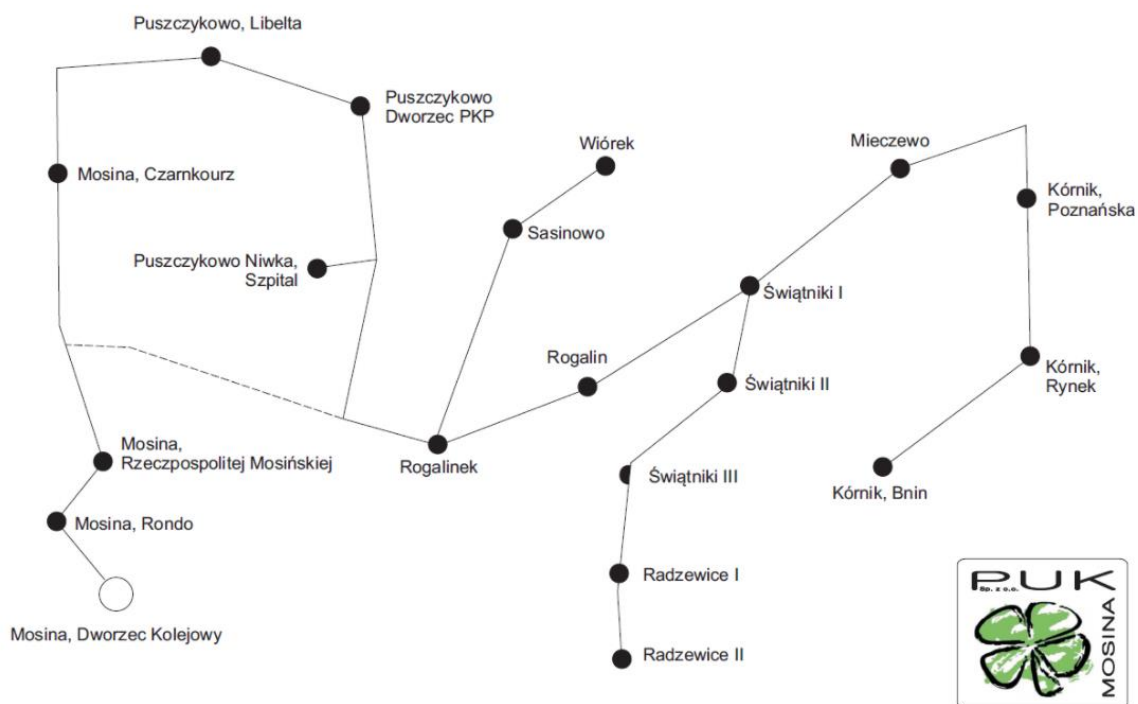 Puszczykowo, Libelta
Puszczykowo
Dworzec PKP
Wiórek
Mieczewo
Mosina, Czarnkourz
Kórnik,
Poznańska
Sasinowo
Puszczykowo Niwka,
Szpital
Świątniki I
Rogalin
Kórnik,
Rynek
Świątniki II
Mosina,
Rzeczpospolitej Mosińskiej
Rogalinek
Świątniki III
Kórnik, Bnin
Mosina, Rondo
Radzewice I
Mosina, Dworzec Kolejowy
Radzewice II
PUK
Sp. z o.o.
MOSINA